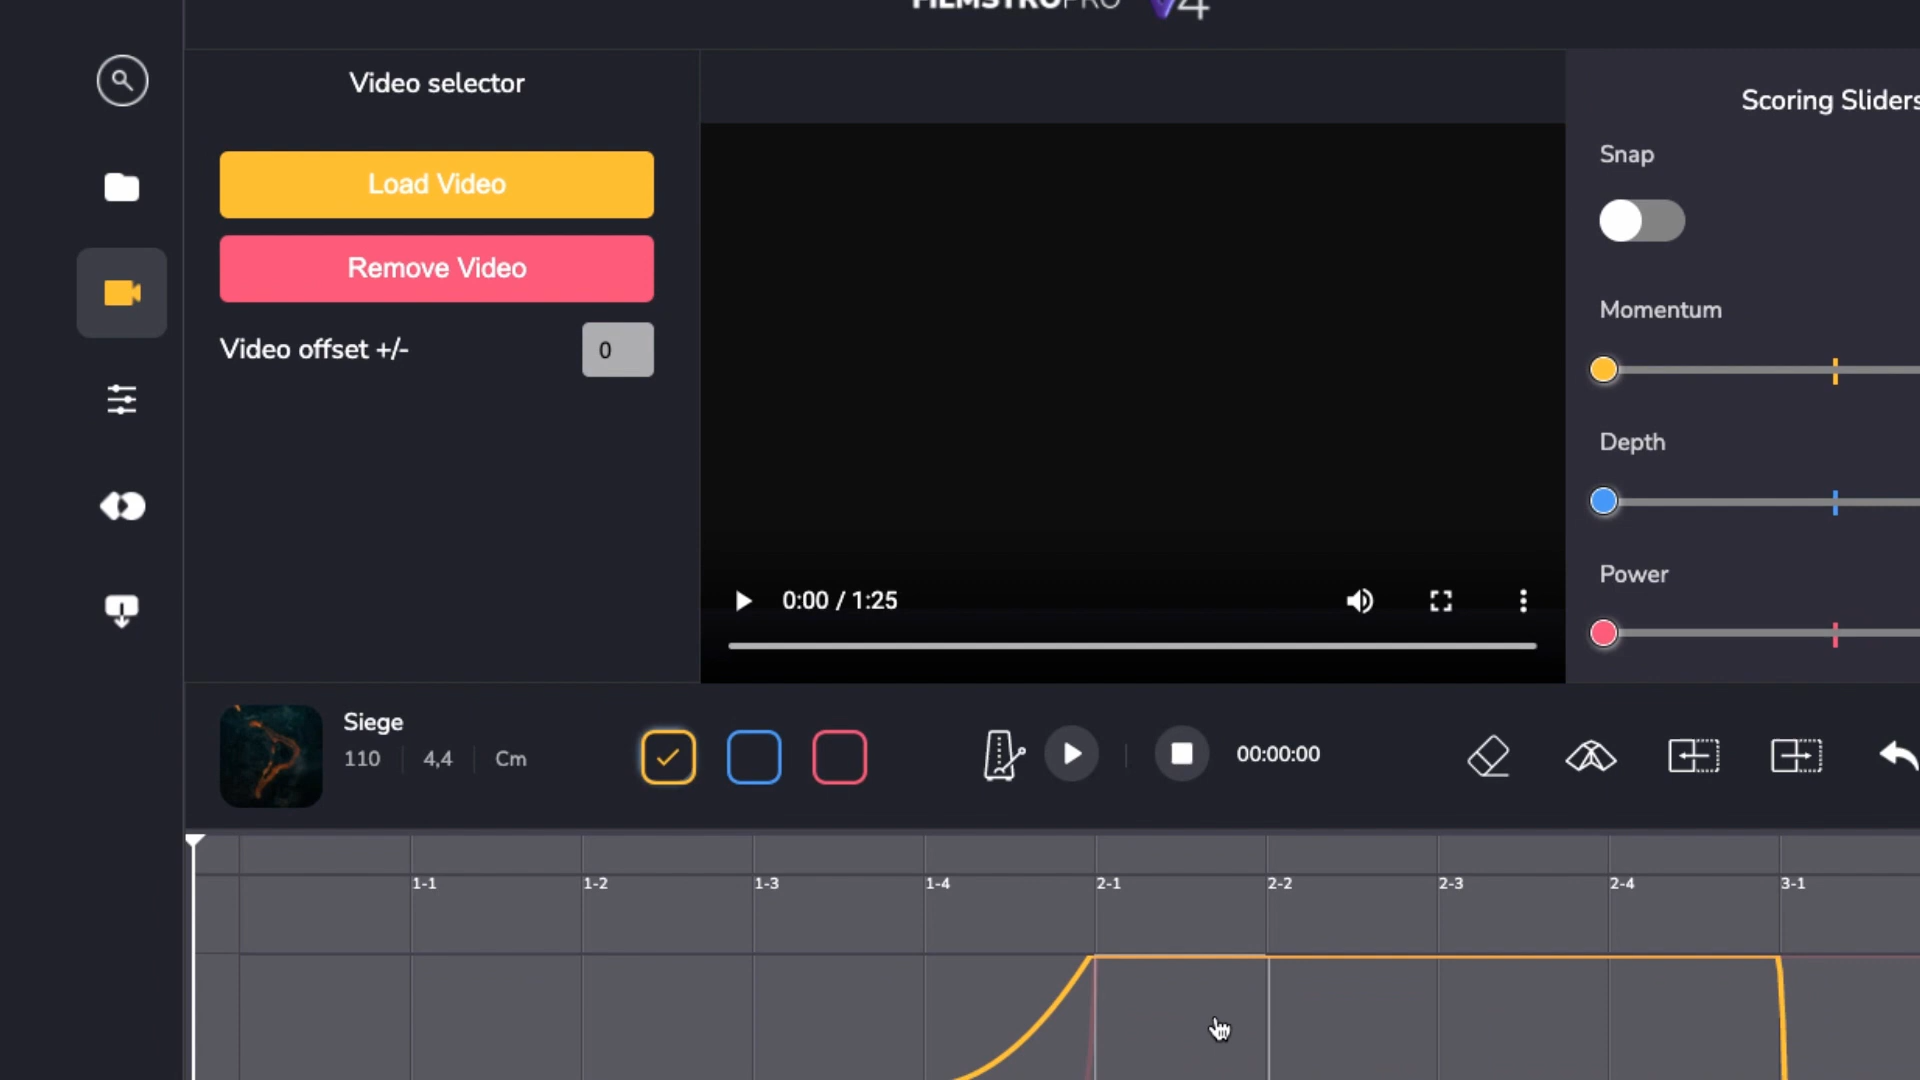 FILMSTROPRO V4
Video selector
Scoring Sliders
Load Video
Remove Video
Video offset +/-
0
Snap
Momentum
Depth
Power
0:00 / 1:25
Siege
110 4,4 Cm
00:00:00
1-1 1-2 1-3 1-4 2-1 2-2 2-3 2-4 3-1